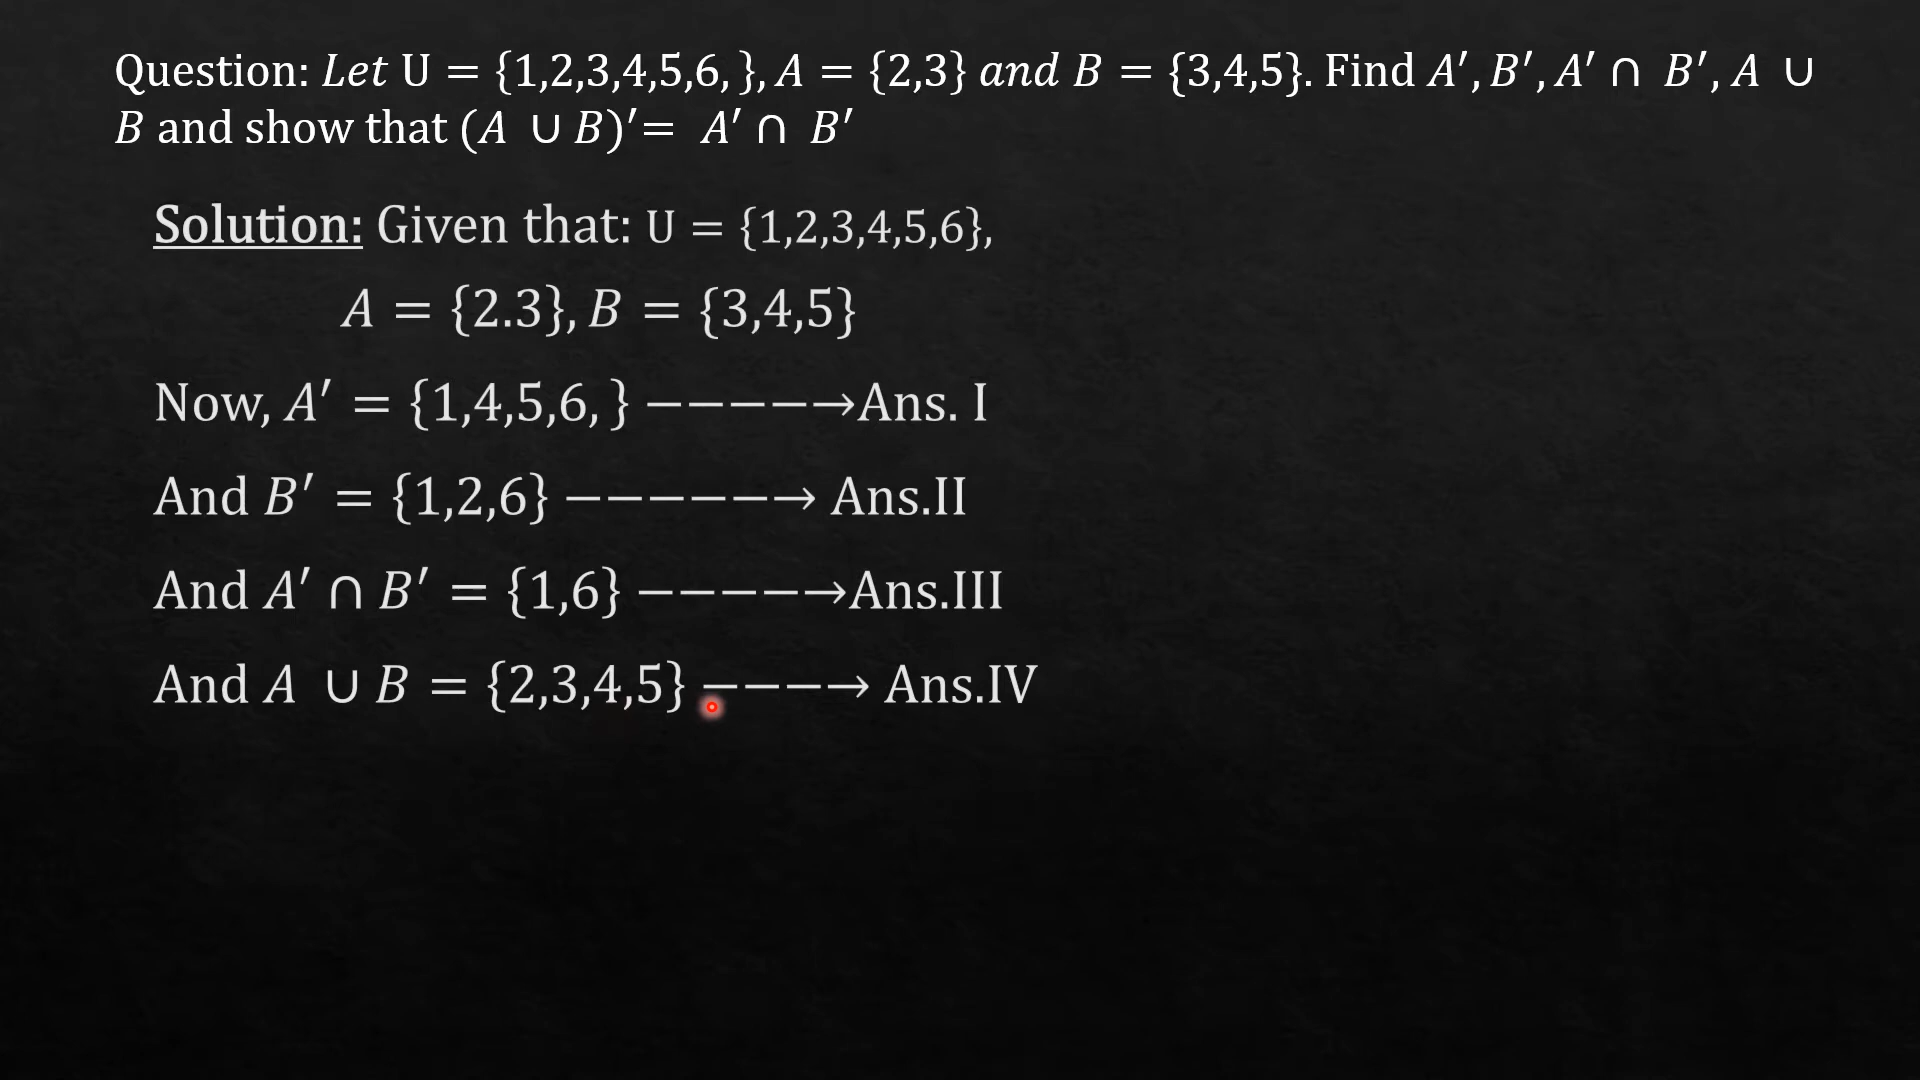 Question: Let U = {1,2,3,4,5,6, }, A = {2,3} and B = {3,4,5}. Find A′, B′, A′ ∩ B′, A ∪
B and show that (A ∪ B)′= A′ ∩ B′
Solution: Given that: U = {1,2,3,4,5,6},
A = {2.3}, B = {3,4,5}
Now, A′ = {1,4,5,6, } −−−−→Ans. I
And B′ = {1,2,6} −−−−−→ Ans.II
And A′ ∩ B′ = {1,6} −−−−→Ans.III
And A ∪ B = {2,3,4,5} −−−→ Ans.IV